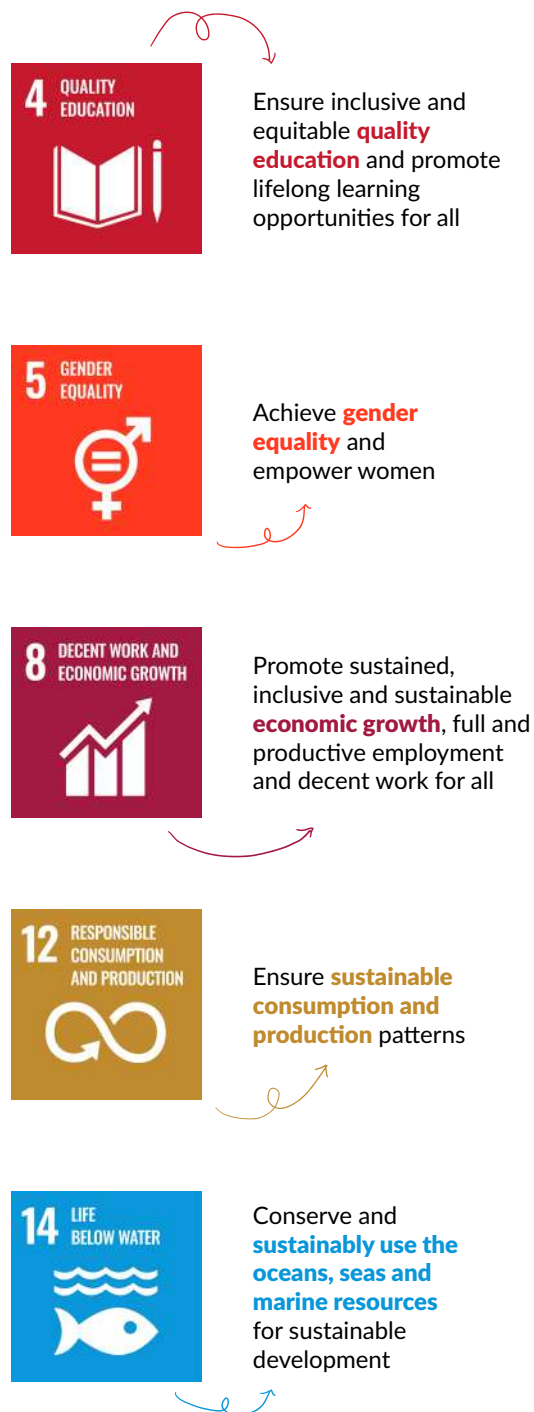 4 QUALITY
EDUCATION
Ensure inclusive and
equitable quality
education and promote
lifelong learning
opportunities for all
5 GENDER
EQUALITY
Achieve gender
equality and
empower women
8 DECENT WORK AND
ECONOMIC GROWTH
Promote sustained,
inclusive and sustainable
economic growth, full and
productive employment
and decent work for all
12 RESPONSIBLE
CONSUMPTION
AND PRODUCTION
Ensure sustainable
consumption and
production patterns
14 LIFE
BELOW WATER
Conserve and
sustainably use the
oceans, seas and
marine resources
for sustainable
development